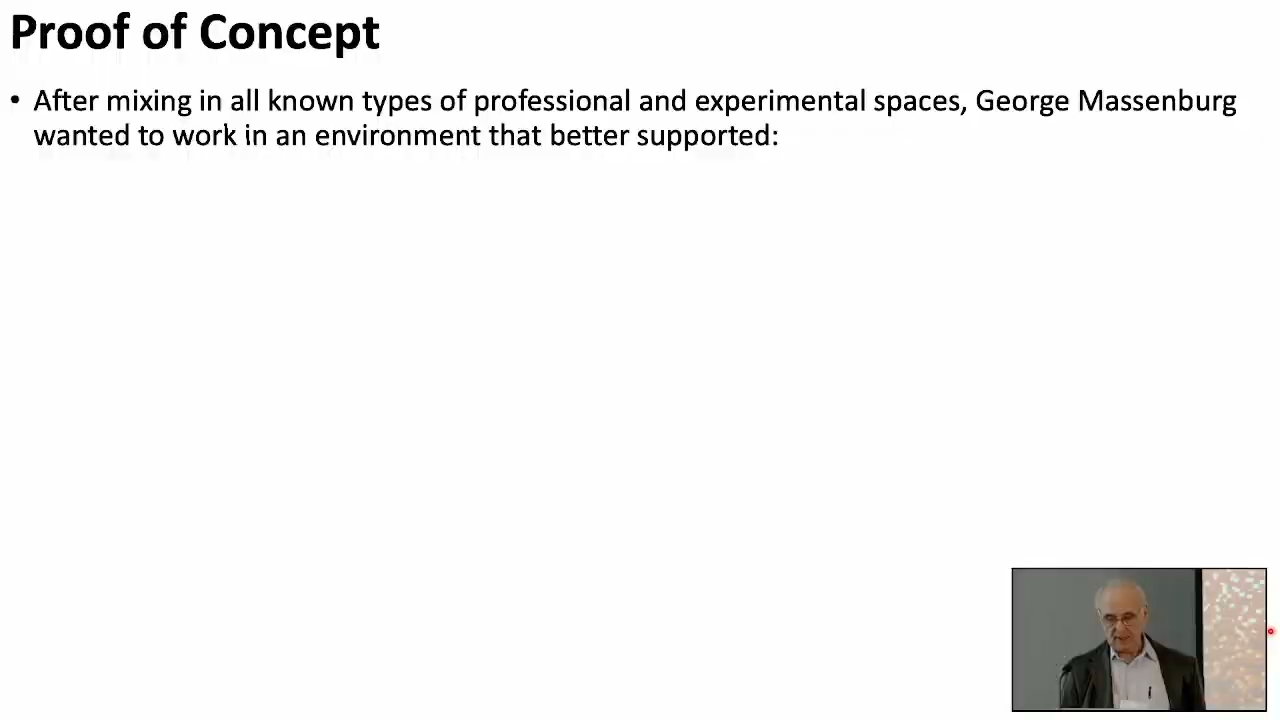 Proof of Concept
• After mixing in all known types of professional and experimental spaces, George Massenburg
wanted to work in an environment that better supported: